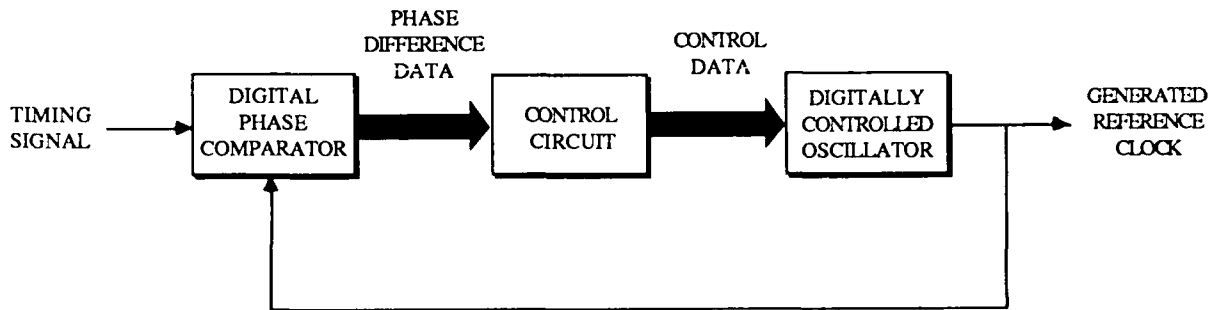 PHASE
DIFFERENCE
DATA
CONTROL
DATA
TIMING
SIGNAL
DIGITAL
PHASE
COMPARATOR
CONTROL
CIRCUIT
DIGITALLY
CONTROLLED
OSCILLATOR
GENERATED
REFERENCE
CLOCK